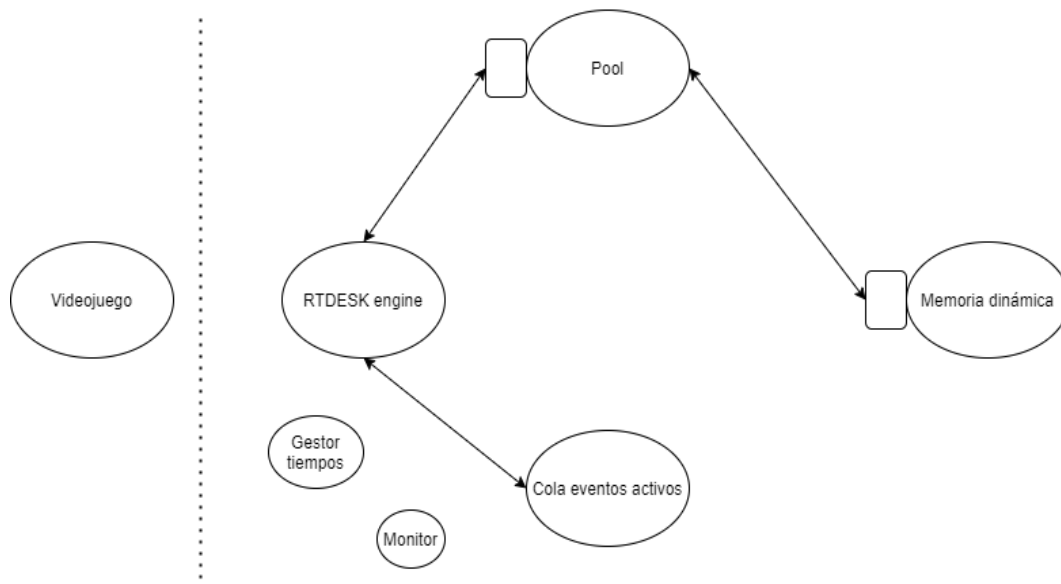 Pool
Videojuego
RTDESK engine
Memoria dinámica
Gestor
tiempos
Cola eventos activos
Monitor